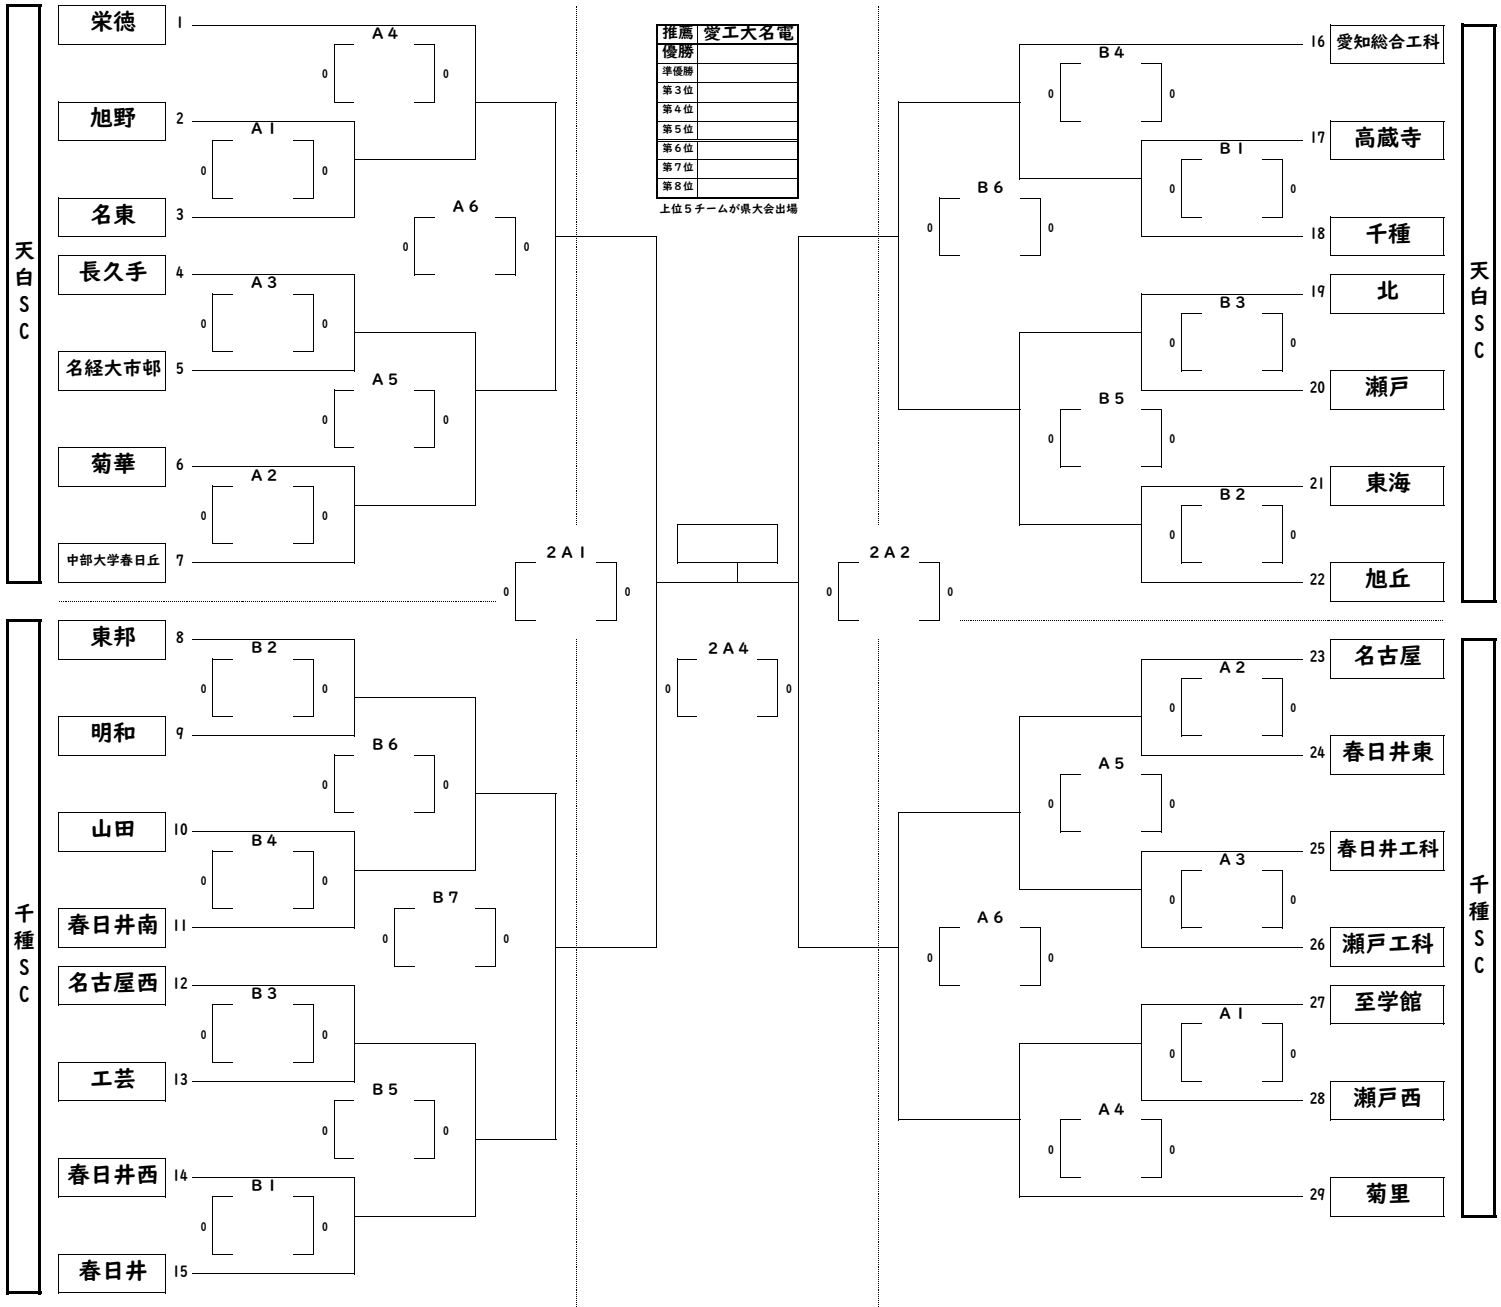 推薦 愛工大名電
優勝
準優勝
第３位
第４位
第５位
第６位
第７位
第８位
上位５チームが県大会出場
天白ＳＣ
栄徳 1
A4
0 0
旭野 2
A1
0 0
名東 3
A6
0 0
長久手 4
A3
0 0
名経大市邨 5
A5
0 0
菊華 6
A2
0 0
中部大学春日丘 7
2A1
0 0
千種ＳＣ
東邦 8
B2
0 0
明和 9
B6
0 0
山田 10
B4
0 0
春日井南 11
B7
0 0
名古屋西 12
B3
0 0
工芸 13
B5
0 0
春日井西 14
B1
0 0
春日井 15
2A4
0 0
天白ＳＣ
16 愛知総合工科
B4
0 0
17 高蔵寺
B1
0 0
18 千種
B6
0 0
19 北
B3
0 0
20 瀬戸
B5
0 0
21 東海
B2
0 0
22 旭丘
2A2
0 0
千種ＳＣ
23 名古屋
A2
0 0
24 春日井東
A5
0 0
25 春日井工科
A3
0 0
26 瀬戸工科
A6
0 0
27 至学館
A1
0 0
28 瀬戸西
A4
0 0
29 菊里